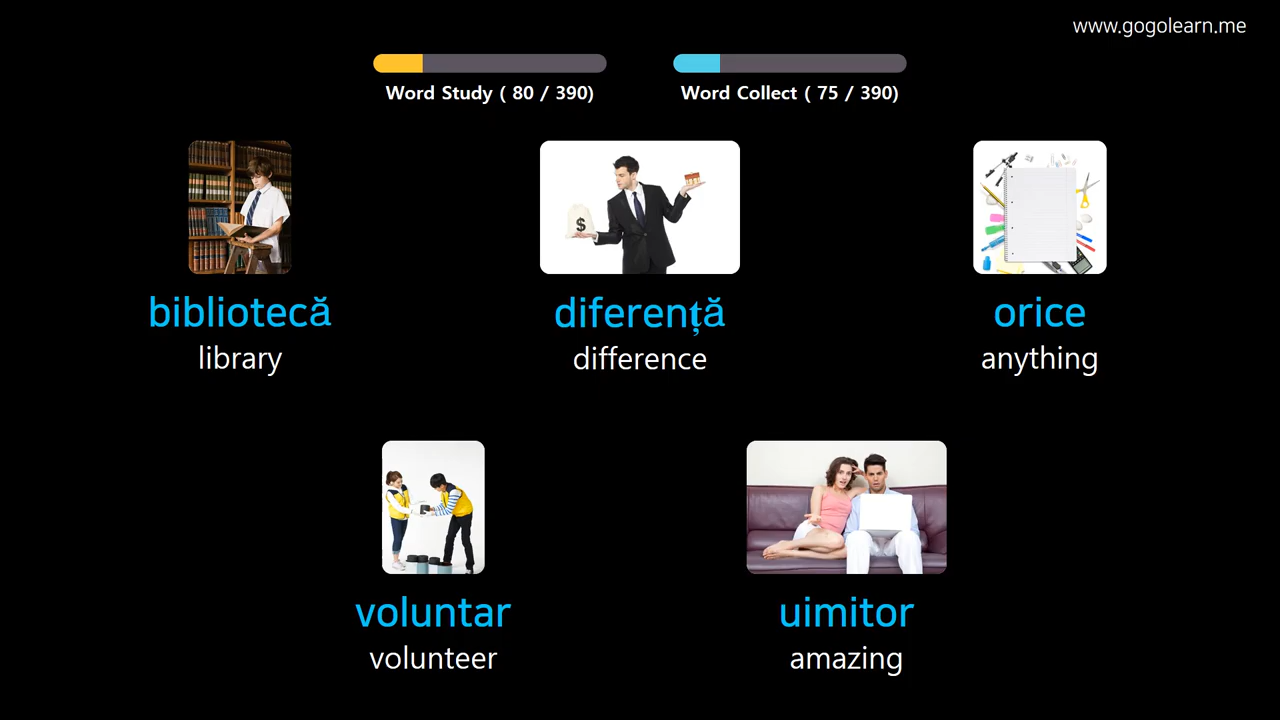 www.gogolearn.me
Word Study ( 80 / 390)
Word Collect ( 75 / 390)
$
bibliotecă
library
diferență
difference
orice
anything
voluntar
volunteer
uimitor
amazing